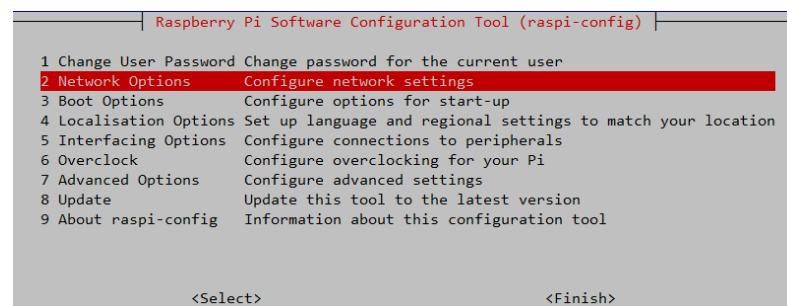 Raspberry Pi Software Configuration Tool (raspi-config)
1 Change User Password Change password for the current user
2 Network Options Configure network settings
3 Boot Options Configure options for start-up
4 Localisation Options Set up language and regional settings to match your location
5 Interfacing Options Configure connections to peripherals
6 Overclock Configure overclocking for your Pi
7 Advanced Options Configure advanced settings
8 Update Update this tool to the latest version
9 About raspi-config Information about this configuration tool
<Select> <Finish>